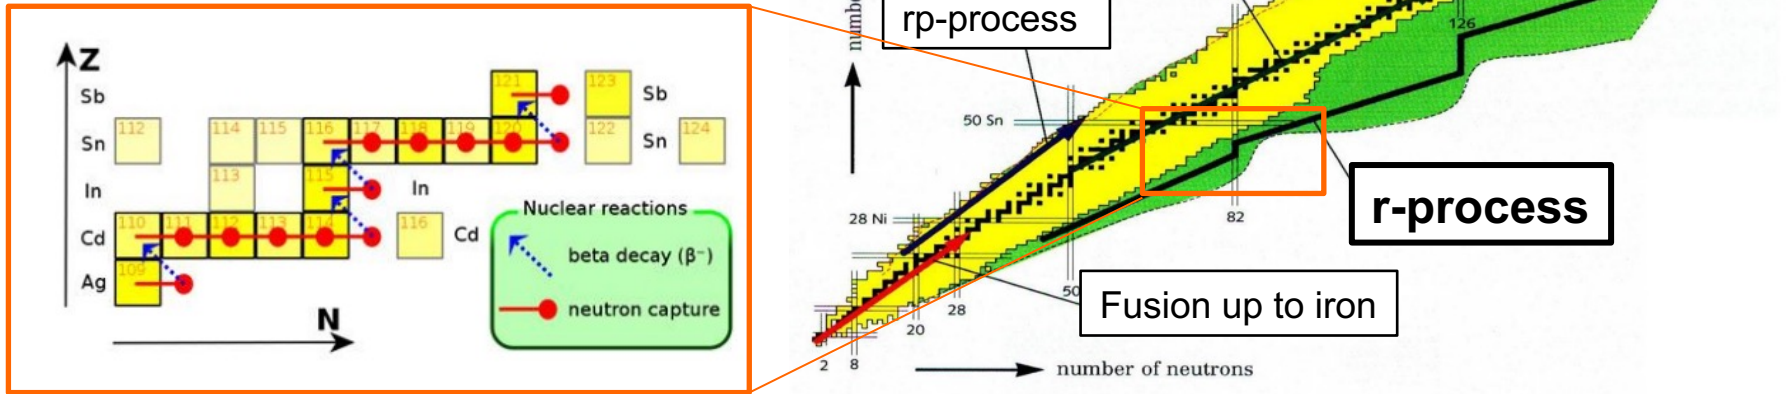 Z
Sb
121
123
Sb
112
114
115
116
117
118
119
120
Sn
122
Sn
124
In
113
115
In
110
111
112
113
114
Cd
116
Cd
109
Ag
N
Nuclear reactions
beta decay (β⁻)
neutron capture
rp-process
126
50 Sn
82
r-process
28 Ni
50
28
20
8
2
Fusion up to iron
number of neutrons